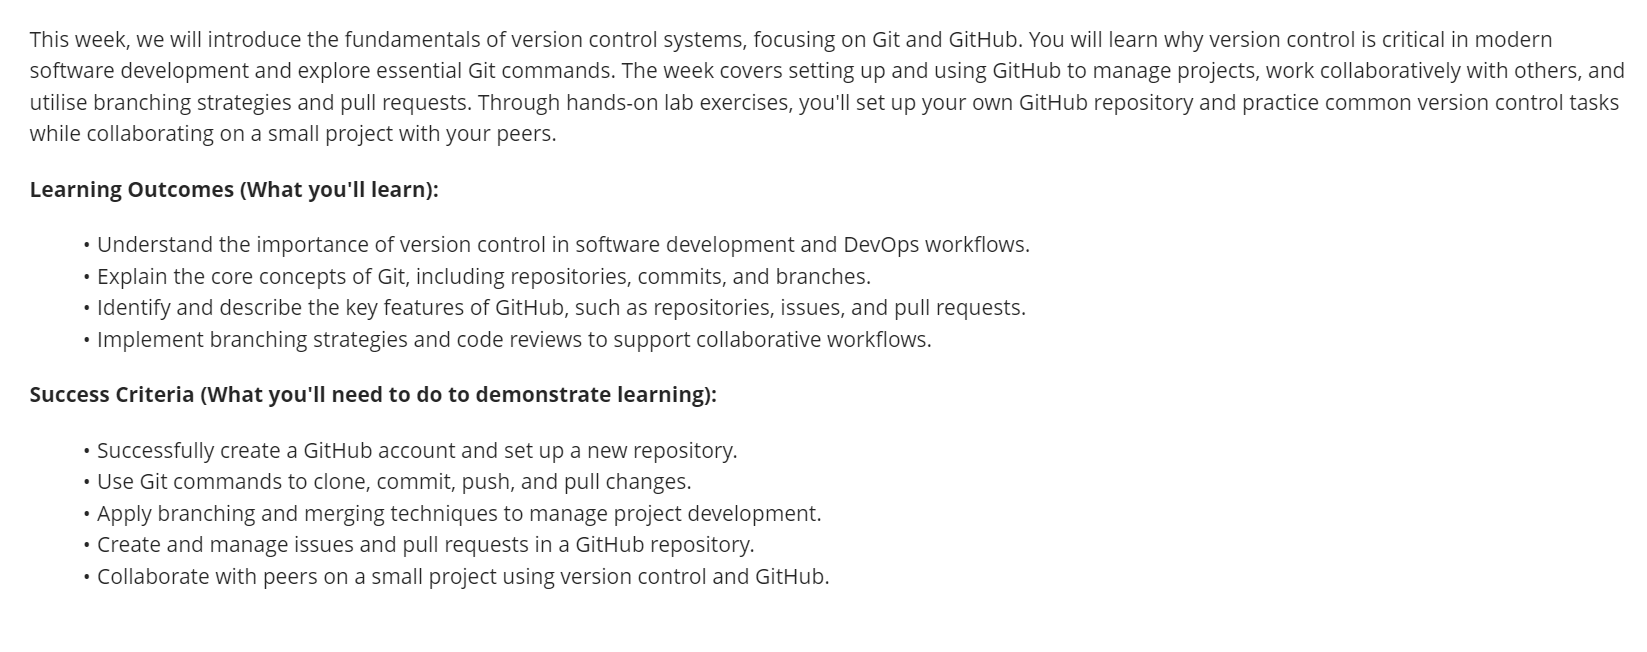 This week, we will introduce the fundamentals of version control systems, focusing on Git and GitHub. You will learn why version control is critical in modern
software development and explore essential Git commands. The week covers setting up and using GitHub to manage projects, work collaboratively with others, and
utilise branching strategies and pull requests. Through hands-on lab exercises, you'll set up your own GitHub repository and practice common version control tasks
while collaborating on a small project with your peers.
Learning Outcomes (What you'll learn):
• Understand the importance of version control in software development and DevOps workflows.
• Explain the core concepts of Git, including repositories, commits, and branches.
• Identify and describe the key features of GitHub, such as repositories, issues, and pull requests.
• Implement branching strategies and code reviews to support collaborative workflows.
Success Criteria (What you'll need to do to demonstrate learning):
• Successfully create a GitHub account and set up a new repository.
• Use Git commands to clone, commit, push, and pull changes.
• Apply branching and merging techniques to manage project development.
• Create and manage issues and pull requests in a GitHub repository.
• Collaborate with peers on a small project using version control and GitHub.